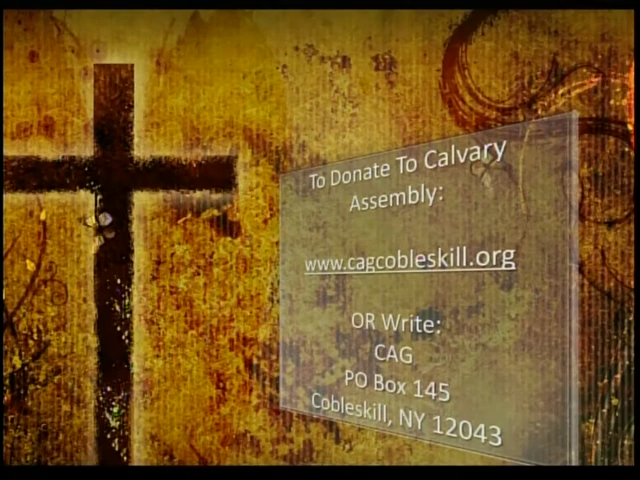 To Donate To Calvary
Assembly:
www.cagcobleskill.org
OR Write:
CAG
PO Box 145
Cobleskill, NY 12043